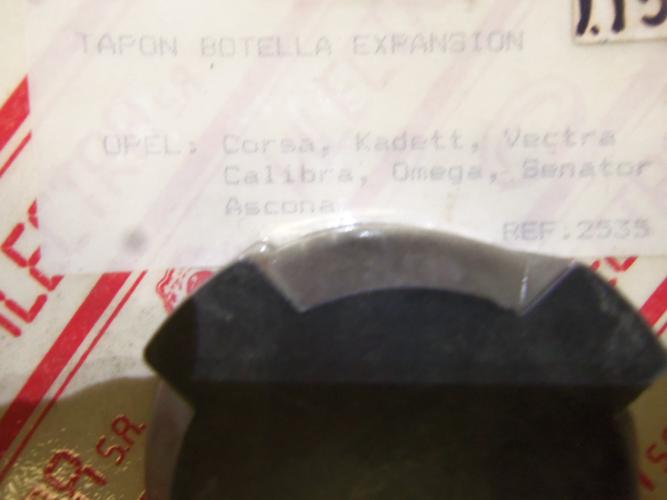 TAPON BOTELLA EXPANSION
OPEL: Corsa, Kadett, Vectra
Calibra, Omega, Senator
Ascona
REF.2535
S.R.